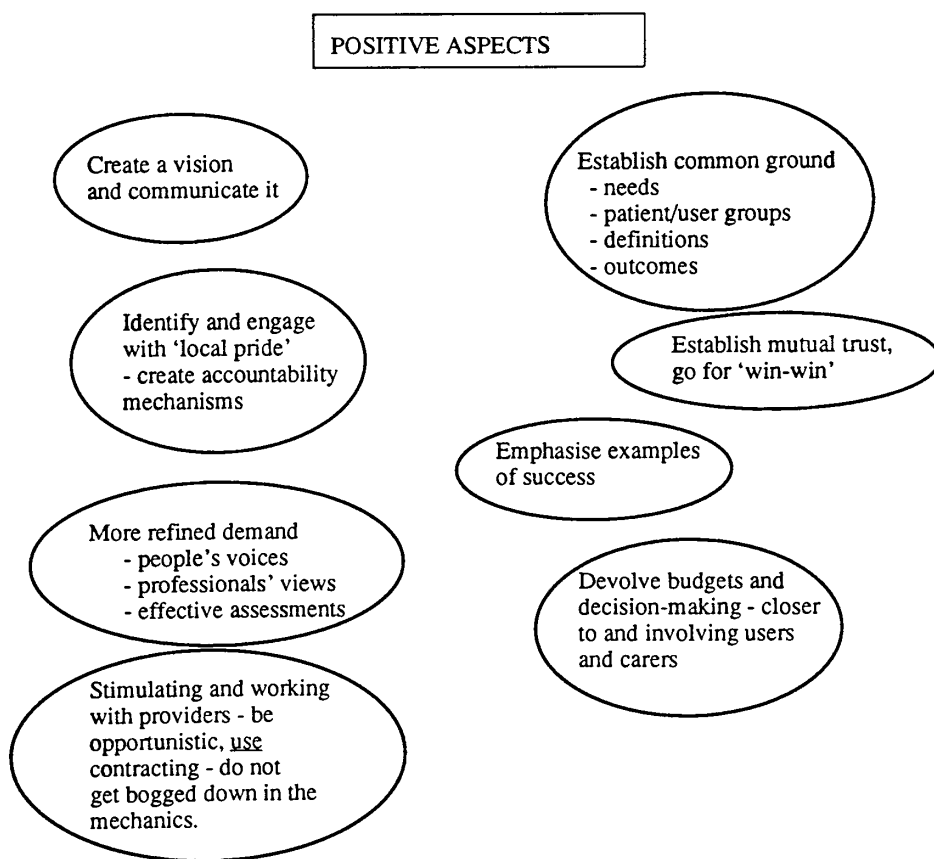 POSITIVE ASPECTS
Create a vision
and communicate it
Identify and engage
with ‘local pride’
- create accountability
mechanisms
More refined demand
- people’s voices
- professionals’ views
- effective assessments
Stimulating and working
with providers - be
opportunistic, use
contracting - do not
get bogged down in the
mechanics.
Establish common ground
- needs
- patient/user groups
- definitions
- outcomes
Establish mutual trust,
go for ‘win-win’
Emphasise examples
of success
Devolve budgets and
decision-making - closer
to and involving users
and carers